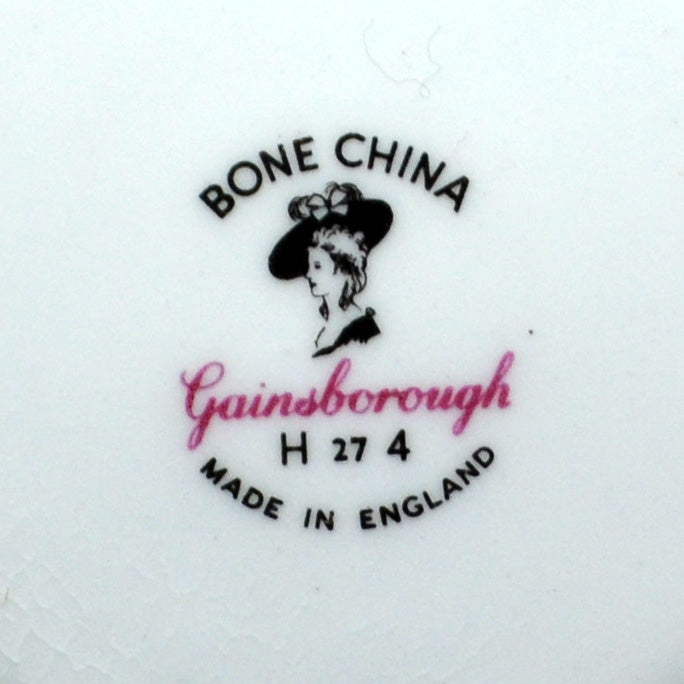 BONE CHINA
Gainsborough
H 27 4
MADE IN ENGLAND